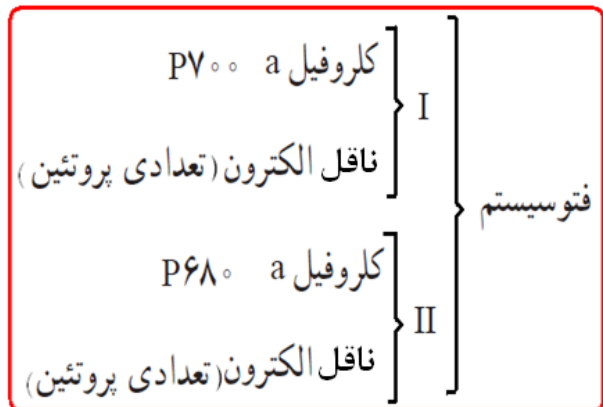 کلروفیل a P۷۰۰
I
ناقل الکترون (تعدادی پروتئین)
فتوسیستم
کلروفیل a P۶۸۰
II
ناقل الکترون (تعدادی پروتئین)